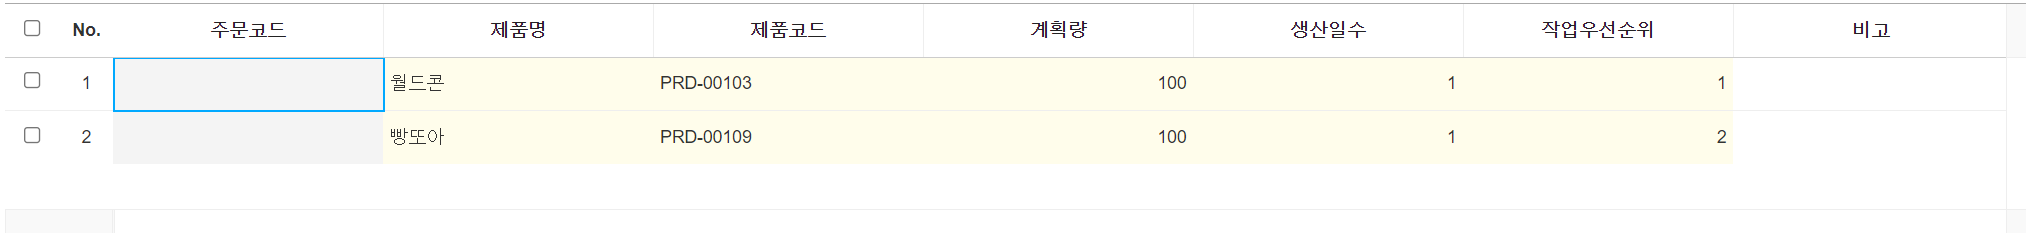 No. 주문코드 제품명 제품코드 계획량 생산일수 작업우선순위 비고
1 월드콘 PRD-00103 100 1 1
2 빵또아 PRD-00109 100 1 2